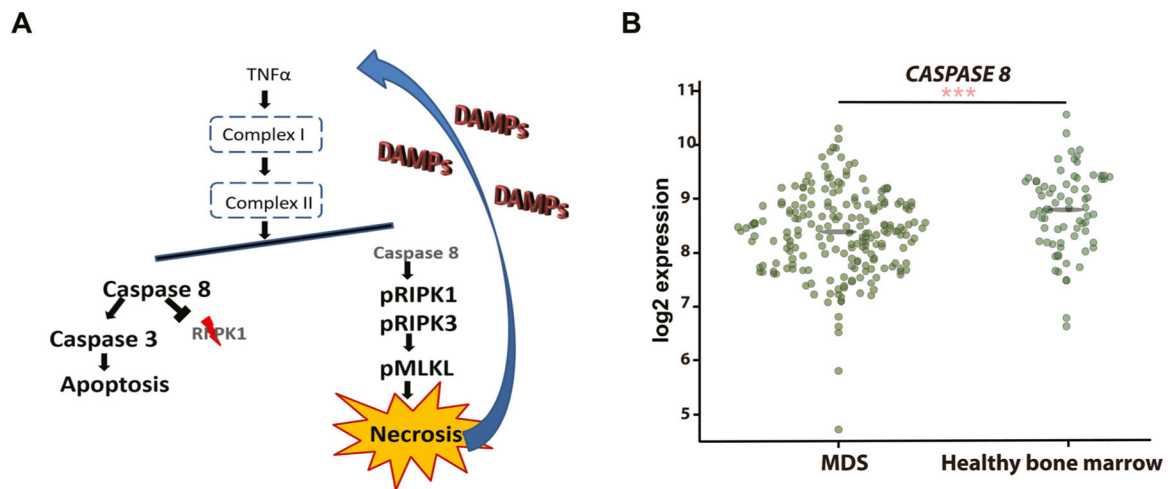 A
TNFα
Complex I
Complex II
DAMPs
DAMPs
DAMPs
Caspase 8
Caspase 3
Apoptosis
RIPK1
Caspase 8
pRIPK1
pRIPK3
pMLKL
Necrosis
B
CASPASE 8
***
log2 expression
11
10
9
8
7
6
5
MDS
Healthy bone marrow